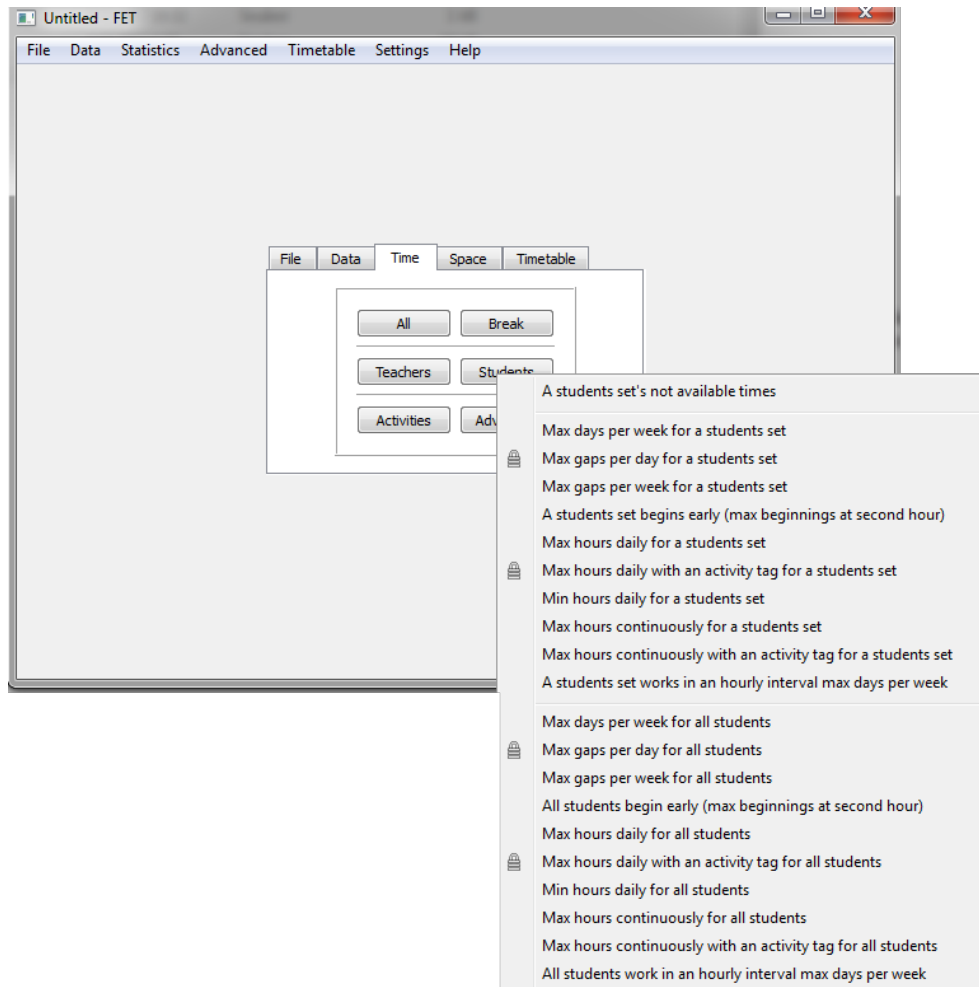 Untitled - FET
File Data Statistics Advanced Timetable Settings Help
File Data Time Space Timetable
All Break
Teachers Students
Activities Adv
A students set's not available times
Max days per week for a students set
Max gaps per day for a students set
Max gaps per week for a students set
A students set begins early (max beginnings at second hour)
Max hours daily for a students set
Max hours daily with an activity tag for a students set
Min hours daily for a students set
Max hours continuously for a students set
Max hours continuously with an activity tag for a students set
A students set works in an hourly interval max days per week
Max days per week for all students
Max gaps per day for all students
Max gaps per week for all students
All students begin early (max beginnings at second hour)
Max hours daily for all students
Max hours daily with an activity tag for all students
Min hours daily for all students
Max hours continuously for all students
Max hours continuously with an activity tag for all students
All students work in an hourly interval max days per week